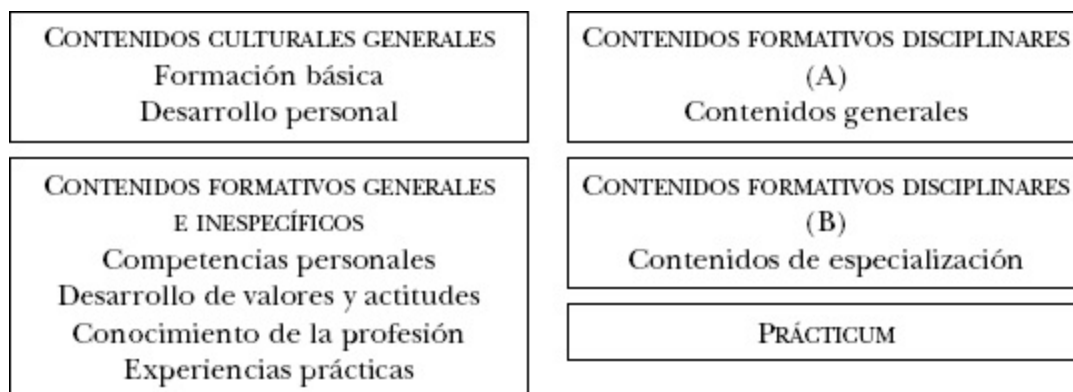 CONTENIDOS CULTURALES GENERALES
Formación básica
Desarrollo personal
CONTENIDOS FORMATIVOS GENERALES
E INESPECÍFICOS
Competencias personales
Desarrollo de valores y actitudes
Conocimiento de la profesión
Experiencias prácticas
CONTENIDOS FORMATIVOS DISCIPLINARES
(A)
Contenidos generales
CONTENIDOS FORMATIVOS DISCIPLINARES
(B)
Contenidos de especialización
PRÁCTICUM